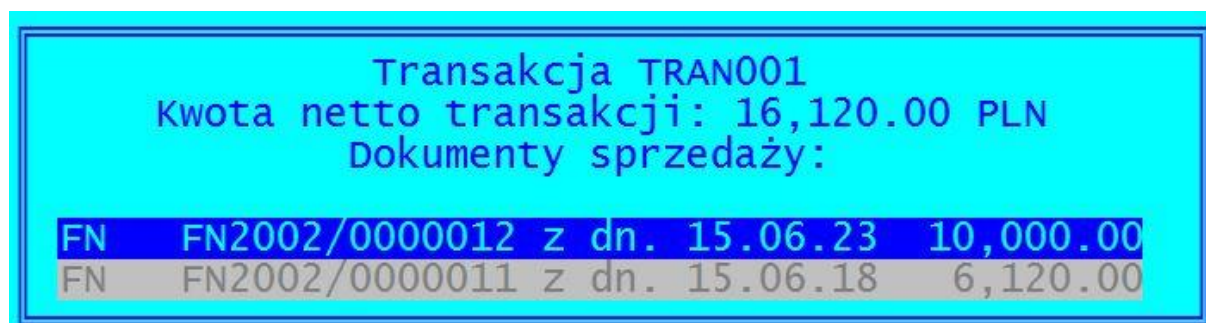 Transakcja TRAN001
Kwota netto transakcji: 16,120.00 PLN
Dokumenty sprzedaży:
FN FN2002/0000012 z dn. 15.06.23 10,000.00
FN FN2002/0000011 z dn. 15.06.18 6,120.00